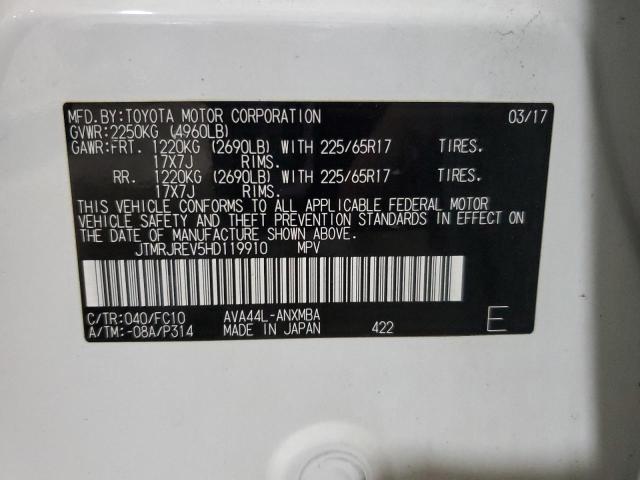 MFD.BY:TOYOTA MOTOR CORPORATION 03/17
GVWR:2250KG (4960LB)
GAWR:FRT. 1220KG (2690LB) WITH 225/65R17 TIRES.
17X7J RIMS.
RR. 1220KG (2690LB) WITH 225/65R17 TIRES.
17X7J RIMS.
THIS VEHICLE CONFORMS TO ALL APPLICABLE FEDERAL MOTOR
VEHICLE SAFETY AND THEFT PREVENTION STANDARDS IN EFFECT ON
THE DATE OF MANUFACTURE SHOWN ABOVE.
JTMRJREV5HD119910 MPV
C/TR:040/FC10 AVA44L-ANXMBA
A/TM:-08A/P314 MADE IN JAPAN 422 E